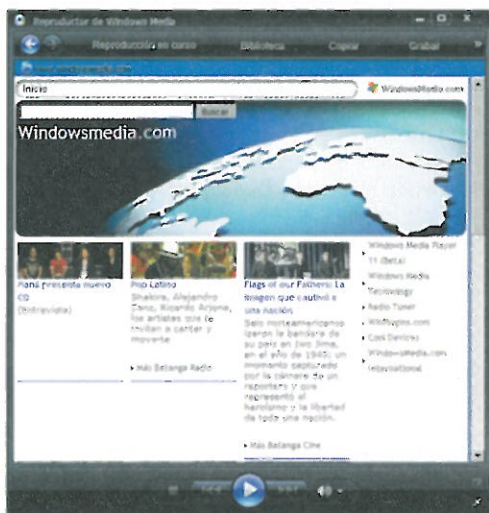 Reproductor de Windows Media
Reproducción en curso Biblioteca Copiar Grabar »
Inicio WindowsMedia.com
Buscar
Windowsmedia.com
Maná presenta nuevo
CD
(Entrevista)
Pop Latino
Shakira, Alejandro
Sanz, Ricardo Arjona,
los artistas que te
invitan a cantar y
moverte
Más Batanga Radio
Flags of our Fathers: La
imagen que cautivó a
una nación
Seis norteamericanos
izaron la bandera de
su país en Iwo Jima,
en el año de 1945; un
momento capturado
por la cámara de un
reportero y que
representó el
heroísmo y la libertad
de toda una nación.
Más Batanga Cine
Windows Media Player
11 (Beta)
Windows Media
Technology
Radio Tuner
WMPlugins.com
Cool Devices
WindowsMedia.com
International